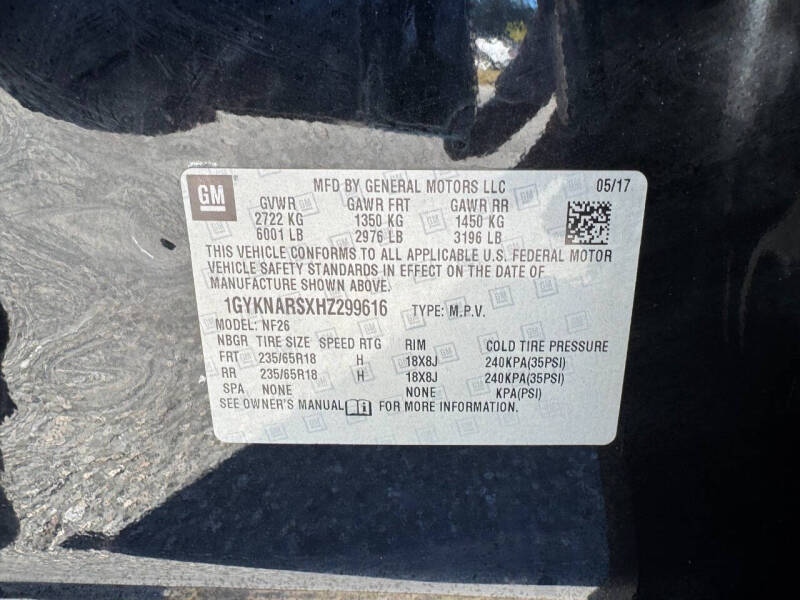 GM MFD BY GENERAL MOTORS LLC 05/17
GVWR GAWR FRT GAWR RR
2722 KG 1350 KG 1450 KG
6001 LB 2976 LB 3196 LB
THIS VEHICLE CONFORMS TO ALL APPLICABLE U.S. FEDERAL MOTOR
VEHICLE SAFETY STANDARDS IN EFFECT ON THE DATE OF
MANUFACTURE SHOWN ABOVE.
1GYKNARSXHZ299616 TYPE: M.P.V.
MODEL: NF26
NBGR TIRE SIZE SPEED RTG RIM COLD TIRE PRESSURE
FRT 235/65R18 H 18X8J 240KPA(35PSI)
RR 235/65R18 H 18X8J 240KPA(35PSI)
SPA NONE NONE KPA(PSI)
SEE OWNER'S MANUAL FOR MORE INFORMATION.